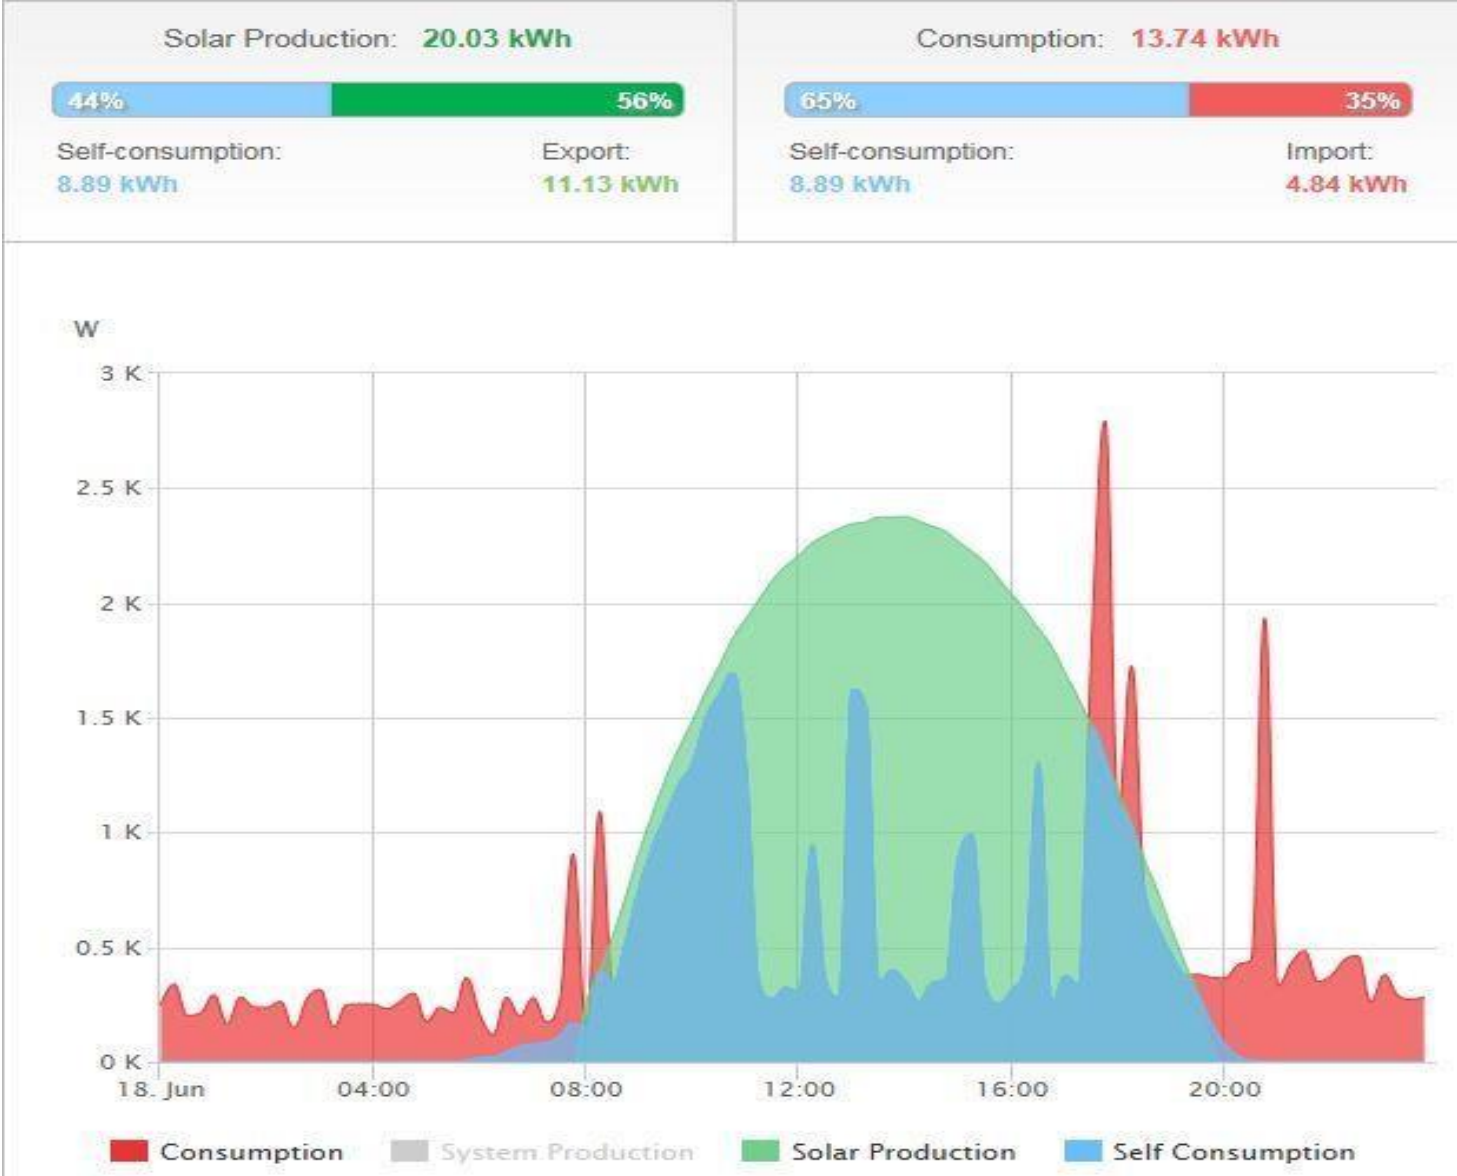 Solar Production: 20.03 kWh
44% 56%
Self-consumption: Export:
8.89 kWh 11.13 kWh
Consumption: 13.74 kWh
65% 35%
Self-consumption: Import:
8.89 kWh 4.84 kWh
W
3 K
2.5 K
2 K
1.5 K
1 K
0.5 K
0 K
18. Jun 04:00 08:00 12:00 16:00 20:00
Consumption System Production Solar Production Self Consumption